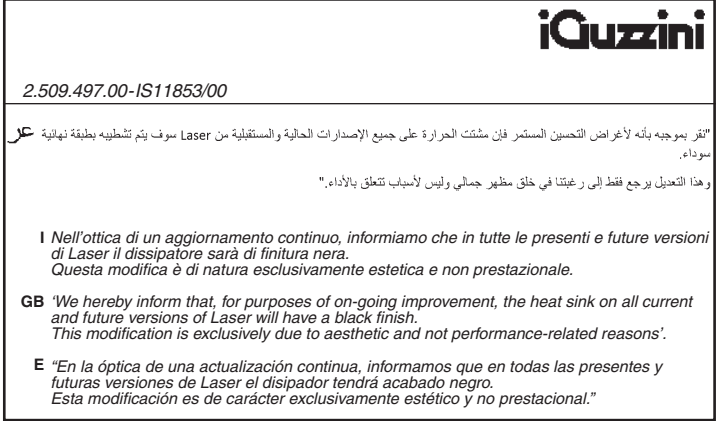 iGuzzini
2.509.497.00-IS11853/00
عر "نقر بموجبه بأنه لأغراض التحسين المستمر فإن مشتت الحرارة على جميع الإصدارات الحالية والمستقبلية من Laser سوف يتم تشطيبه بطبقة نهائية
سوداء.
وهذا التعديل يرجع فقط إلى رغبتنا في خلق مظهر جمالي وليس لأسباب تتعلق بالأداء."
I Nell'ottica di un aggiornamento continuo, informiamo che in tutte le presenti e future versioni
di Laser il dissipatore sarà di finitura nera.
Questa modifica è di natura esclusivamente estetica e non prestazionale.
GB 'We hereby inform that, for purposes of on-going improvement, the heat sink on all current
and future versions of Laser will have a black finish.
This modification is exclusively due to aesthetic and not performance-related reasons'.
E “En la óptica de una actualización continua, informamos que en todas las presentes y
futuras versiones de Laser el disipador tendrá acabado negro.
Esta modificación es de carácter exclusivamente estético y no prestacional.”